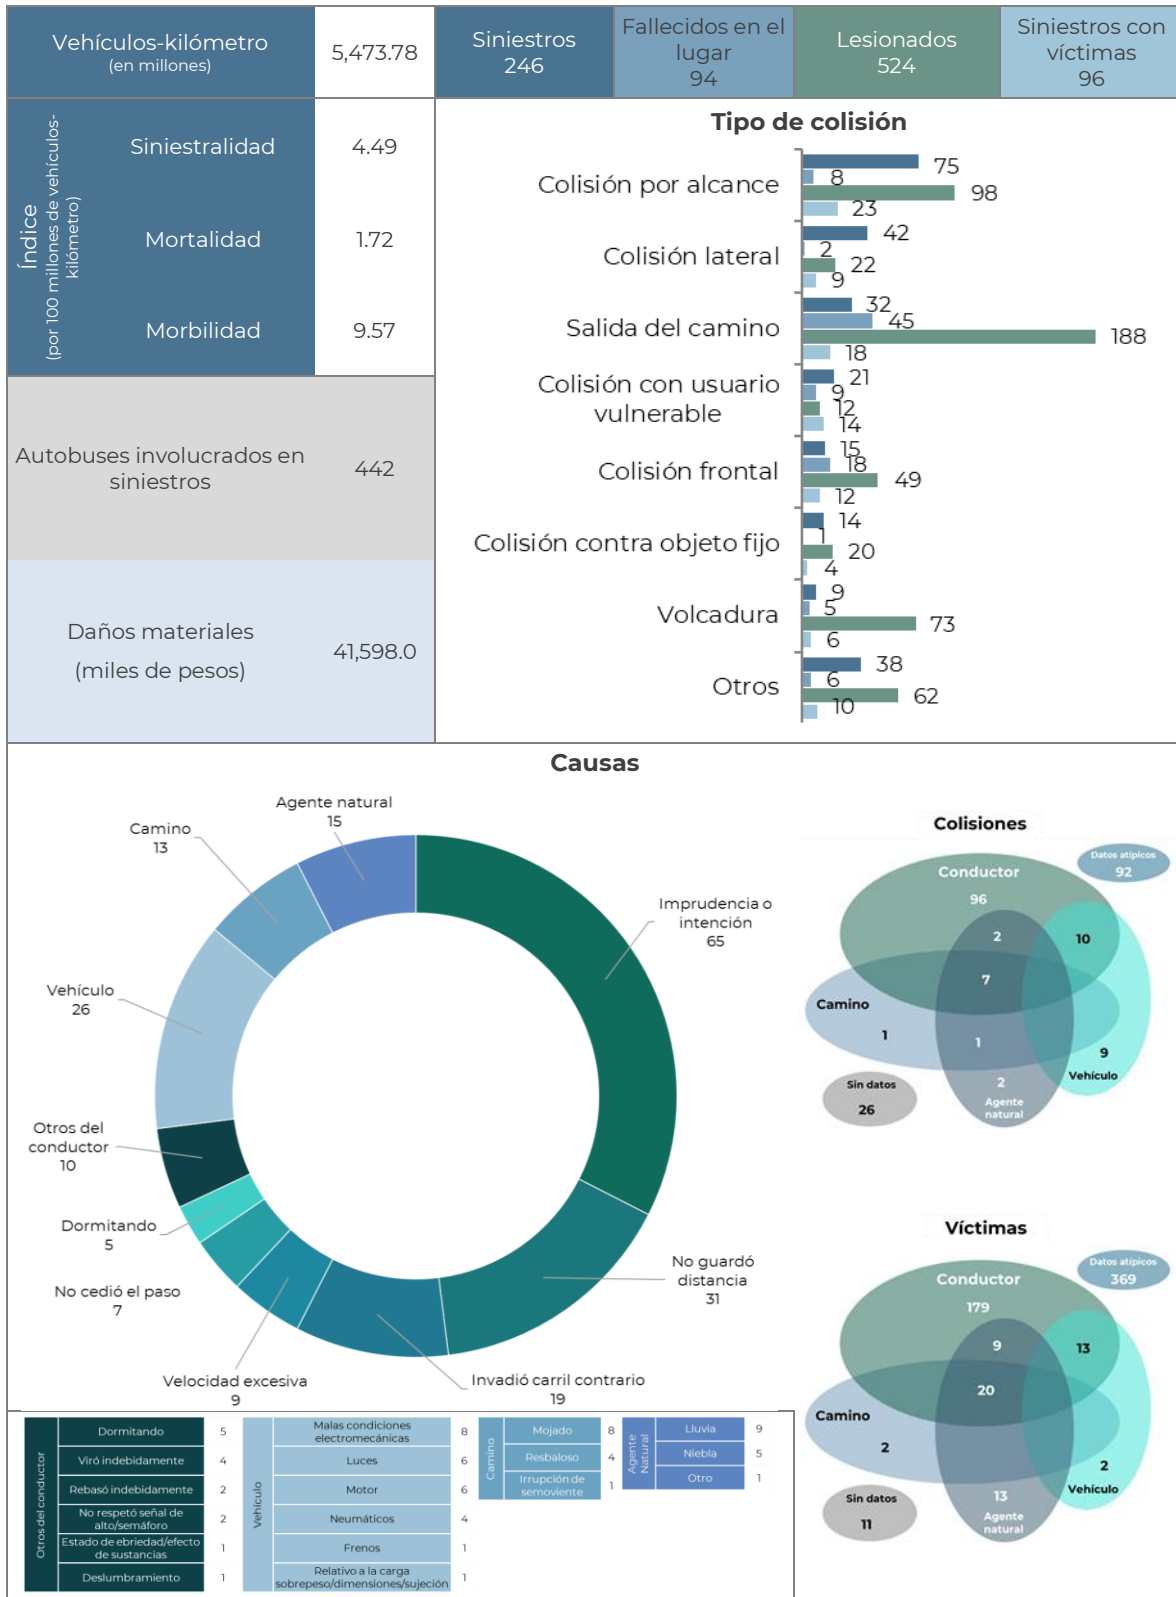 Vehículos-kilómetro
(en millones)
5,473.78
Siniestros
246
Fallecidos en el
lugar
94
Lesionados
524
Siniestros con
víctimas
96
Índice
(por 100 millones de vehículos-
kilómetro)
Siniestralidad
4.49
Mortalidad
1.72
Morbilidad
9.57
Autobuses involucrados en
siniestros
442
Daños materiales
(miles de pesos)
41,598.0
Tipo de colisión
Colisión por alcance
75
8
98
23
Colisión lateral
42
2
22
9
Salida del camino
32
45
188
18
Colisión con usuario
vulnerable
21
9
12
14
Colisión frontal
15
18
49
12
Colisión contra objeto fijo
14
1
20
4
Volcadura
9
5
73
6
Otros
38
6
62
10
Causas
Agente natural
15
Camino
13
Vehículo
26
Otros del
conductor
10
Dormitando
5
No cedió el paso
7
Velocidad excesiva
9
Invadió carril contrario
19
No guardó
distancia
31
Imprudencia o
intención
65
Colisiones
Datos atípicos
92
Conductor
96
2
10
7
Camino
1
1
9
Vehículo
2
Agente
natural
Sin datos
26
Víctimas
Datos atípicos
369
Conductor
179
9
13
20
Camino
2
2
Vehículo
13
Agente
natural
Sin datos
11
Otros del conductor
Dormitando 5
Viró indebidamente 4
Rebasó indebidamente 2
No respetó señal de
alto/semáforo 2
Estado de ebriedad/efecto
de sustancias 1
Deslumbramiento 1
Vehículo
Malas condiciones
electromecánicas 8
Luces 6
Motor 6
Neumáticos 4
Frenos 1
Relativo a la carga
sobrepeso/dimensiones/sujeción 1
Camino
Mojado 8
Resbaloso 4
Irrupción de
semoviente 1
Agente
Natural
Lluvia 9
Niebla 5
Otro 1